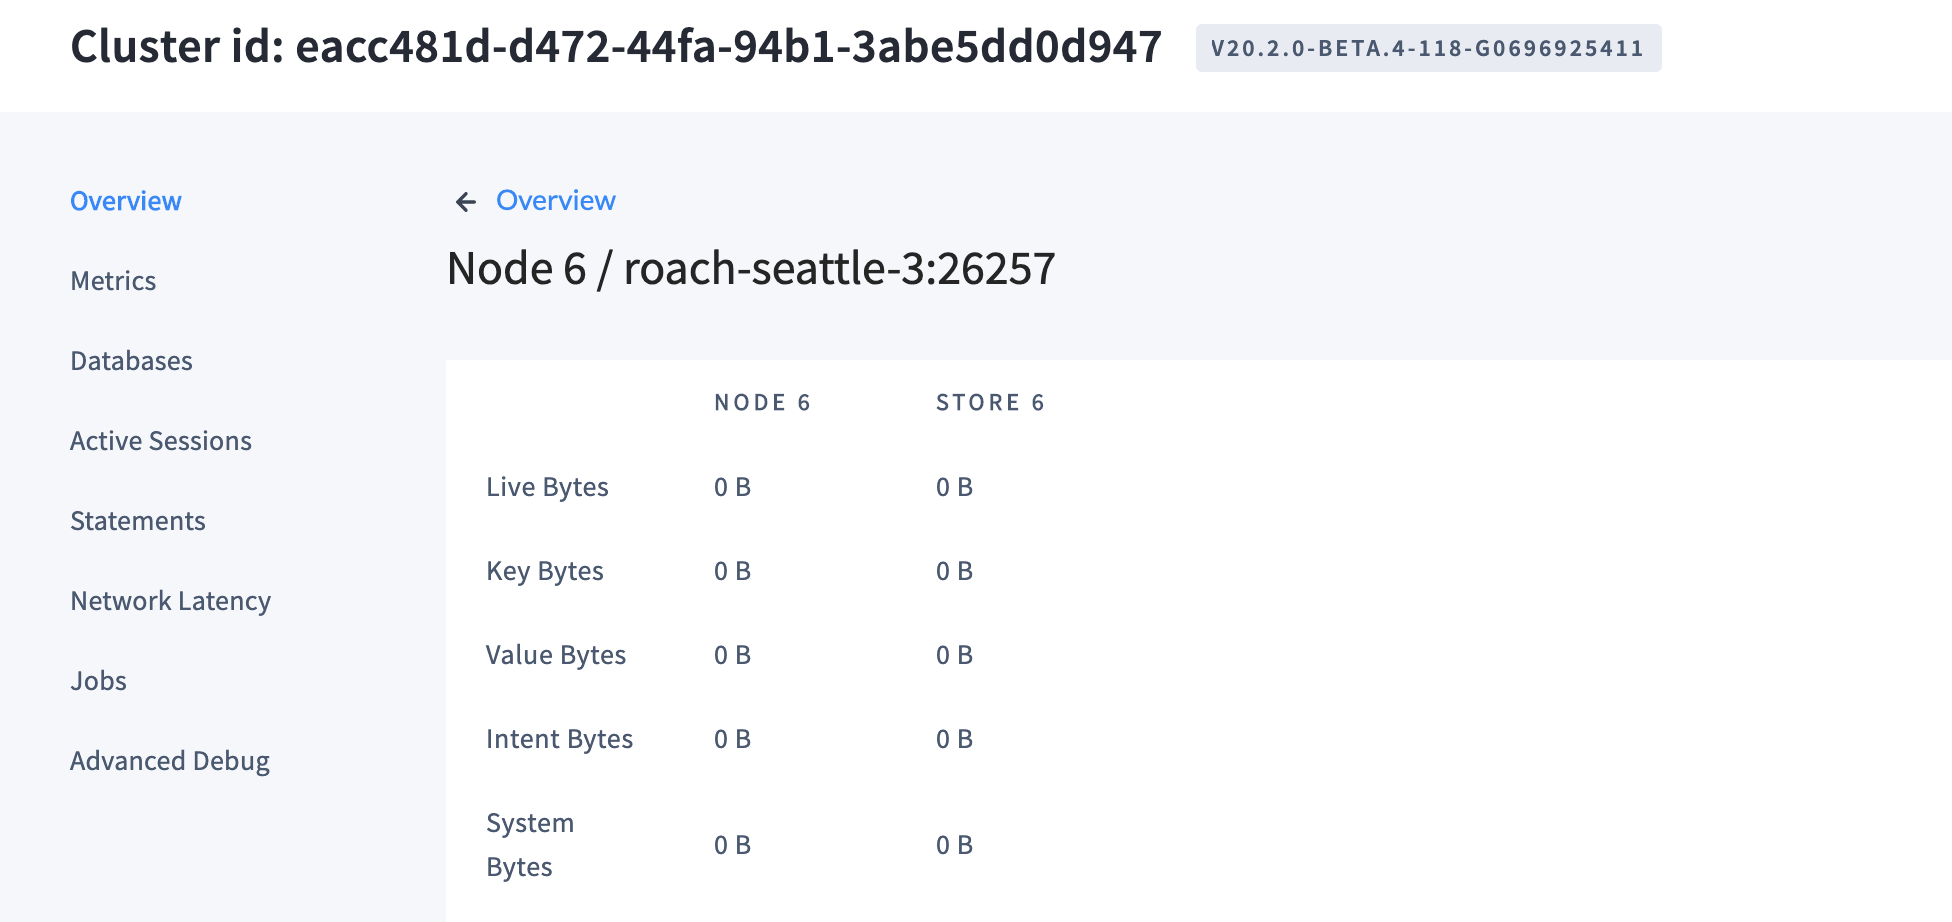 Cluster id: eacc481d-d472-44fa-94b1-3abe5dd0d947 V20.2.0-BETA.4-118-G0696925411
Overview
Metrics
Databases
Active Sessions
Statements
Network Latency
Jobs
Advanced Debug
← Overview
Node 6 / roach-seattle-3:26257
NODE 6 STORE 6
Live Bytes 0 B 0 B
Key Bytes 0 B 0 B
Value Bytes 0 B 0 B
Intent Bytes 0 B 0 B
System
Bytes 0 B 0 B